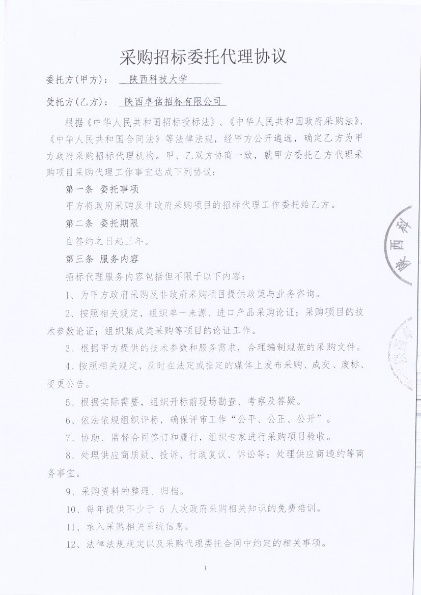 采购招标委托代理协议
委托方（甲方）： 陕西科技大学
受托方（乙方）： 陕西卓佑招标有限公司
根据《中华人民共和国招标投标法》、《中华人民共和国政府采购法》、
《中华人民共和国合同法》等法律法规，经甲方公开遴选，确定乙方为甲
方政府采购招标代理机构。甲、乙双方协商一致，就甲方委托乙方代理采
购项目采购代理工作事宜达成下列协议：
第一条 委托事项
甲方将政府采购及非政府采购项目的招标代理工作委托给乙方。
第二条 委托期限
自签约之日起三年。
第三条 服务内容
招标代理服务内容包括但不限于以下内容：
1、为甲方政府采购及非政府采购项目提供政策与业务咨询。
2、按照相关规定，组织单一来源、进口产品采购论证；采购项目的技
术参数论证；组织集成类采购等项目的论证工作。
3、根据甲方提供的技术参数和服务需求，合理编制规范的采购文件。
4、按照相关规定，及时在法定或指定的媒体上发布采购、成交、废标、
变更公告。
5、根据实际需要，组织开标前现场勘查、考察及答疑。
6、依法依规组织评标，确保评审工作“公平、公正、公开”。
7、协助、监督合同签订和履行，组织专家进行采购项目验收。
8、处理供应商质疑、投诉、行政复议、诉讼等；处理供应商违约等商
务事宜。
9、采购资料的整理、归档。
10、每年提供不少于 5 人次政府采购相关知识的免费培训。
11、录入采购相关系统信息。
12、法律法规规定以及采购代理委托合同中约定的相关事项。
1
陕西科